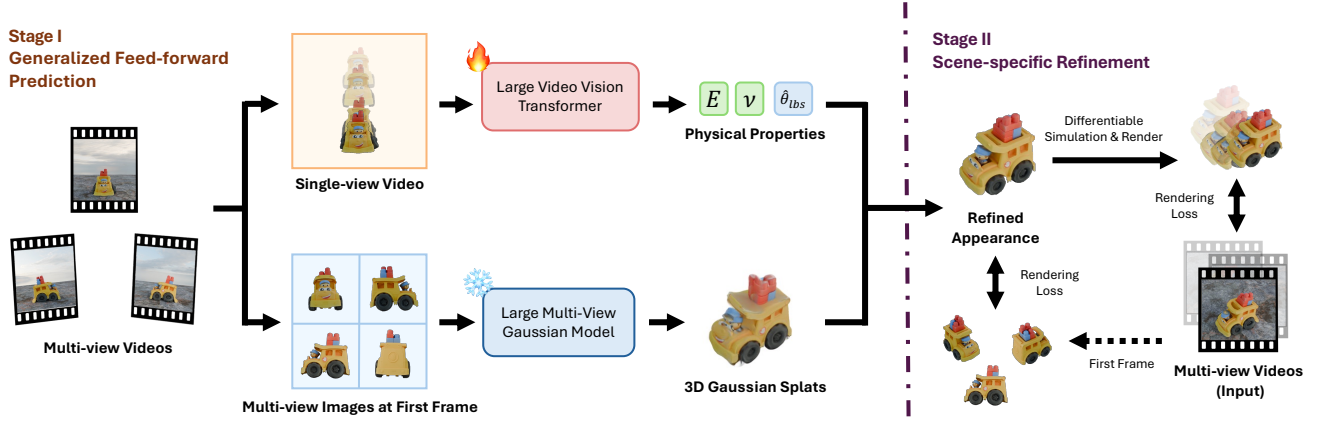 Stage I
Generalized Feed-forward
Prediction
Multi-view Videos
Single-view Video
Large Video Vision
Transformer
E
ν
θ̂lbs
Physical Properties
Multi-view Images at First Frame
Large Multi-View
Gaussian Model
3D Gaussian Splats
Stage II
Scene-specific Refinement
Differentiable
Simulation & Render
Refined
Appearance
Rendering
Loss
Rendering
Loss
First Frame
Multi-view Videos
(Input)